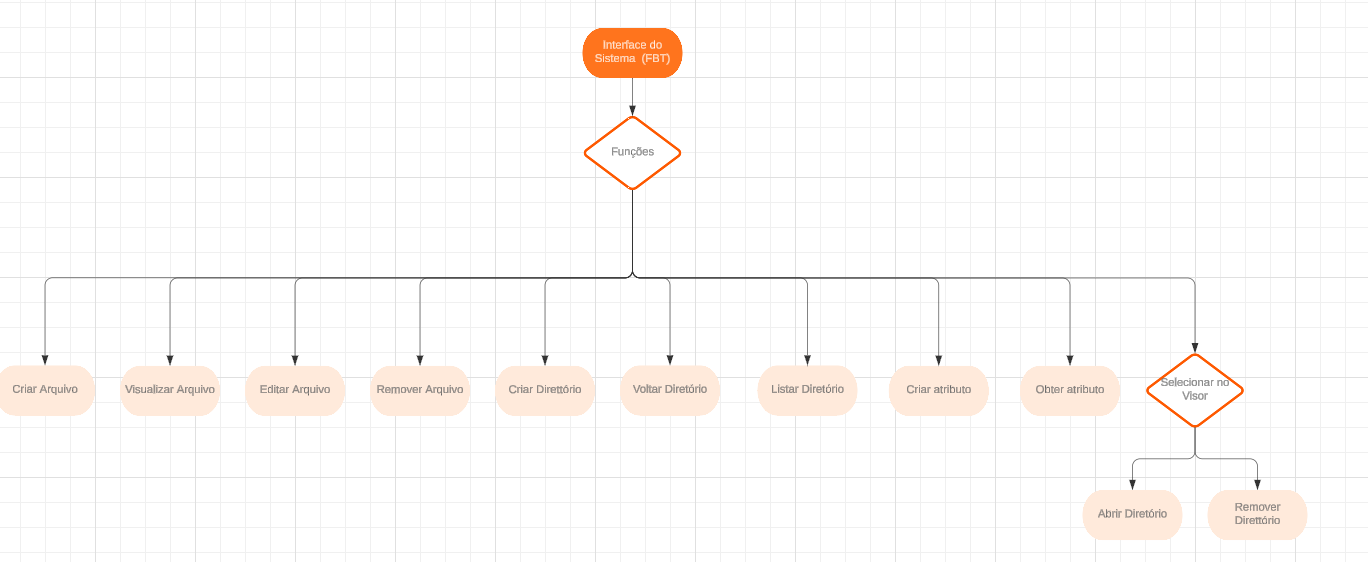 Interface do
Sistema (FBT)
Funções
Criar Arquivo
Visualizar Arquivo
Editar Arquivo
Remover Arquivo
Criar Direttório
Voltar Diretório
Listar Diretório
Criar atributo
Obter atributo
Selecionar no
Visor
Abrir Diretório
Remover
Direttório